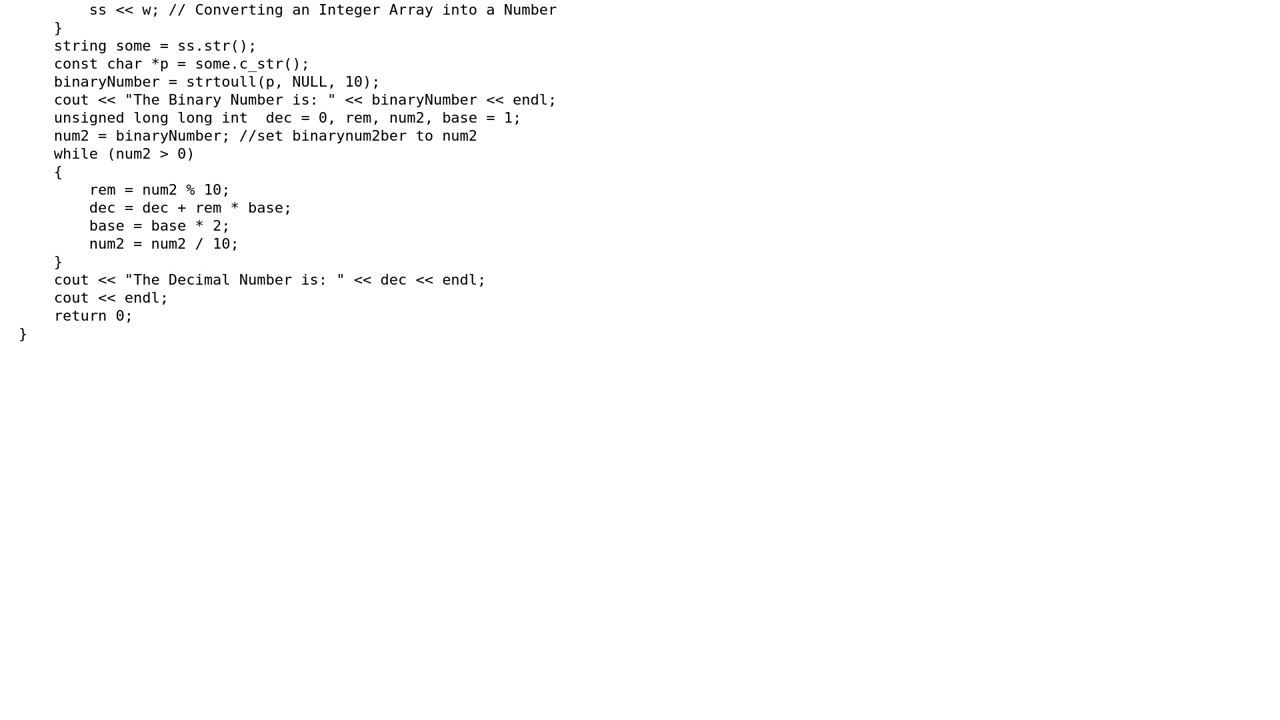 ss << w; // Converting an Integer Array into a Number
    }
    string some = ss.str();
    const char *p = some.c_str();
    binaryNumber = strtoull(p, NULL, 10);
    cout << "The Binary Number is: " << binaryNumber << endl;
    unsigned long long int  dec = 0, rem, num2, base = 1;
    num2 = binaryNumber; //set binarynum2ber to num2
    while (num2 > 0)
    {
        rem = num2 % 10;
        dec = dec + rem * base;
        base = base * 2;
        num2 = num2 / 10;
    }
    cout << "The Decimal Number is: " << dec << endl;
    cout << endl;
    return 0;
}